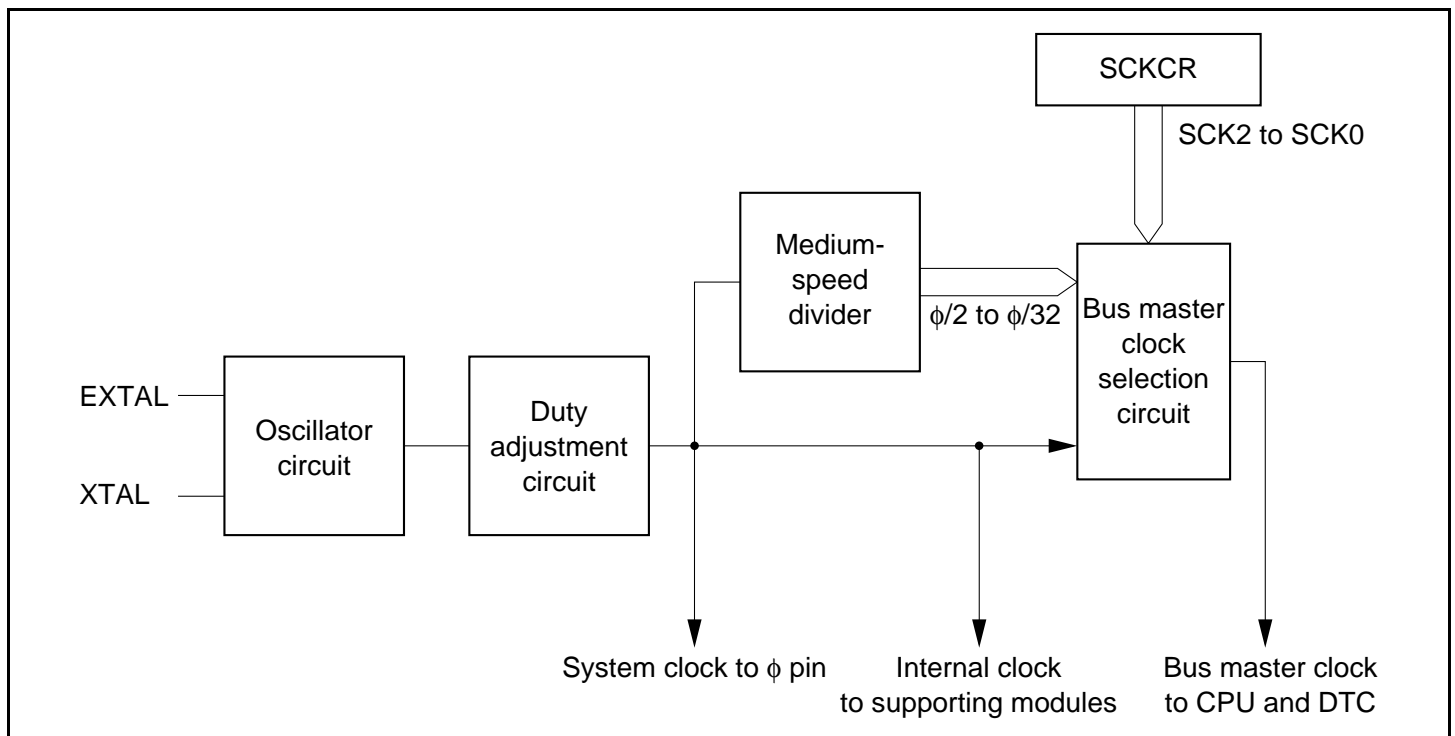 SCKCR
SCK2 to SCK0
Medium-
speed
divider
ϕ/2 to ϕ/32
Bus master
clock
selection
circuit
EXTAL
XTAL
Oscillator
circuit
Duty
adjustment
circuit
System clock to ϕ pin
Internal clock
to supporting modules
Bus master clock
to CPU and DTC